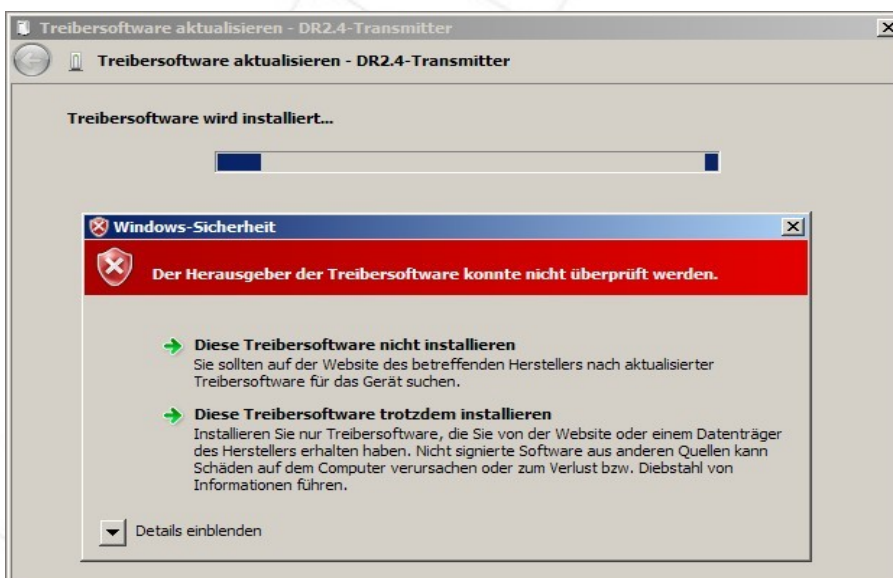 Treibersoftware aktualisieren - DR2.4-Transmitter
Treibersoftware aktualisieren - DR2.4-Transmitter
Treibersoftware wird installiert...
Windows-Sicherheit
Der Herausgeber der Treibersoftware konnte nicht überprüft werden.
Diese Treibersoftware nicht installieren
Sie sollten auf der Website des betreffenden Herstellers nach aktualisierter
Treibersoftware für das Gerät suchen.
Diese Treibersoftware trotzdem installieren
Installieren Sie nur Treibersoftware, die Sie von der Website oder einem Datenträger
des Herstellers erhalten haben. Nicht signierte Software aus anderen Quellen kann
Schäden auf dem Computer verursachen oder zum Verlust bzw. Diebstahl von
Informationen führen.
Details einblenden